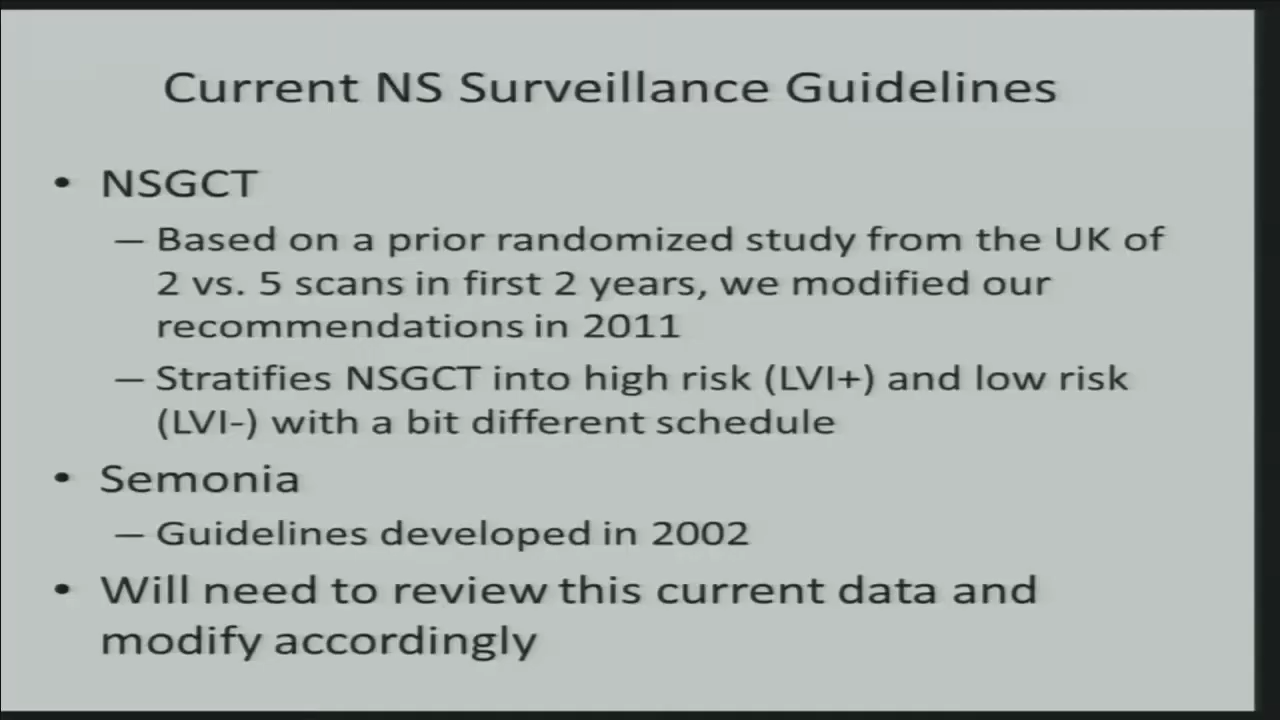 Current NS Surveillance Guidelines
• NSGCT
– Based on a prior randomized study from the UK of
2 vs. 5 scans in first 2 years, we modified our
recommendations in 2011
– Stratifies NSGCT into high risk (LVI+) and low risk
(LVI-) with a bit different schedule
• Semonia
– Guidelines developed in 2002
• Will need to review this current data and
modify accordingly